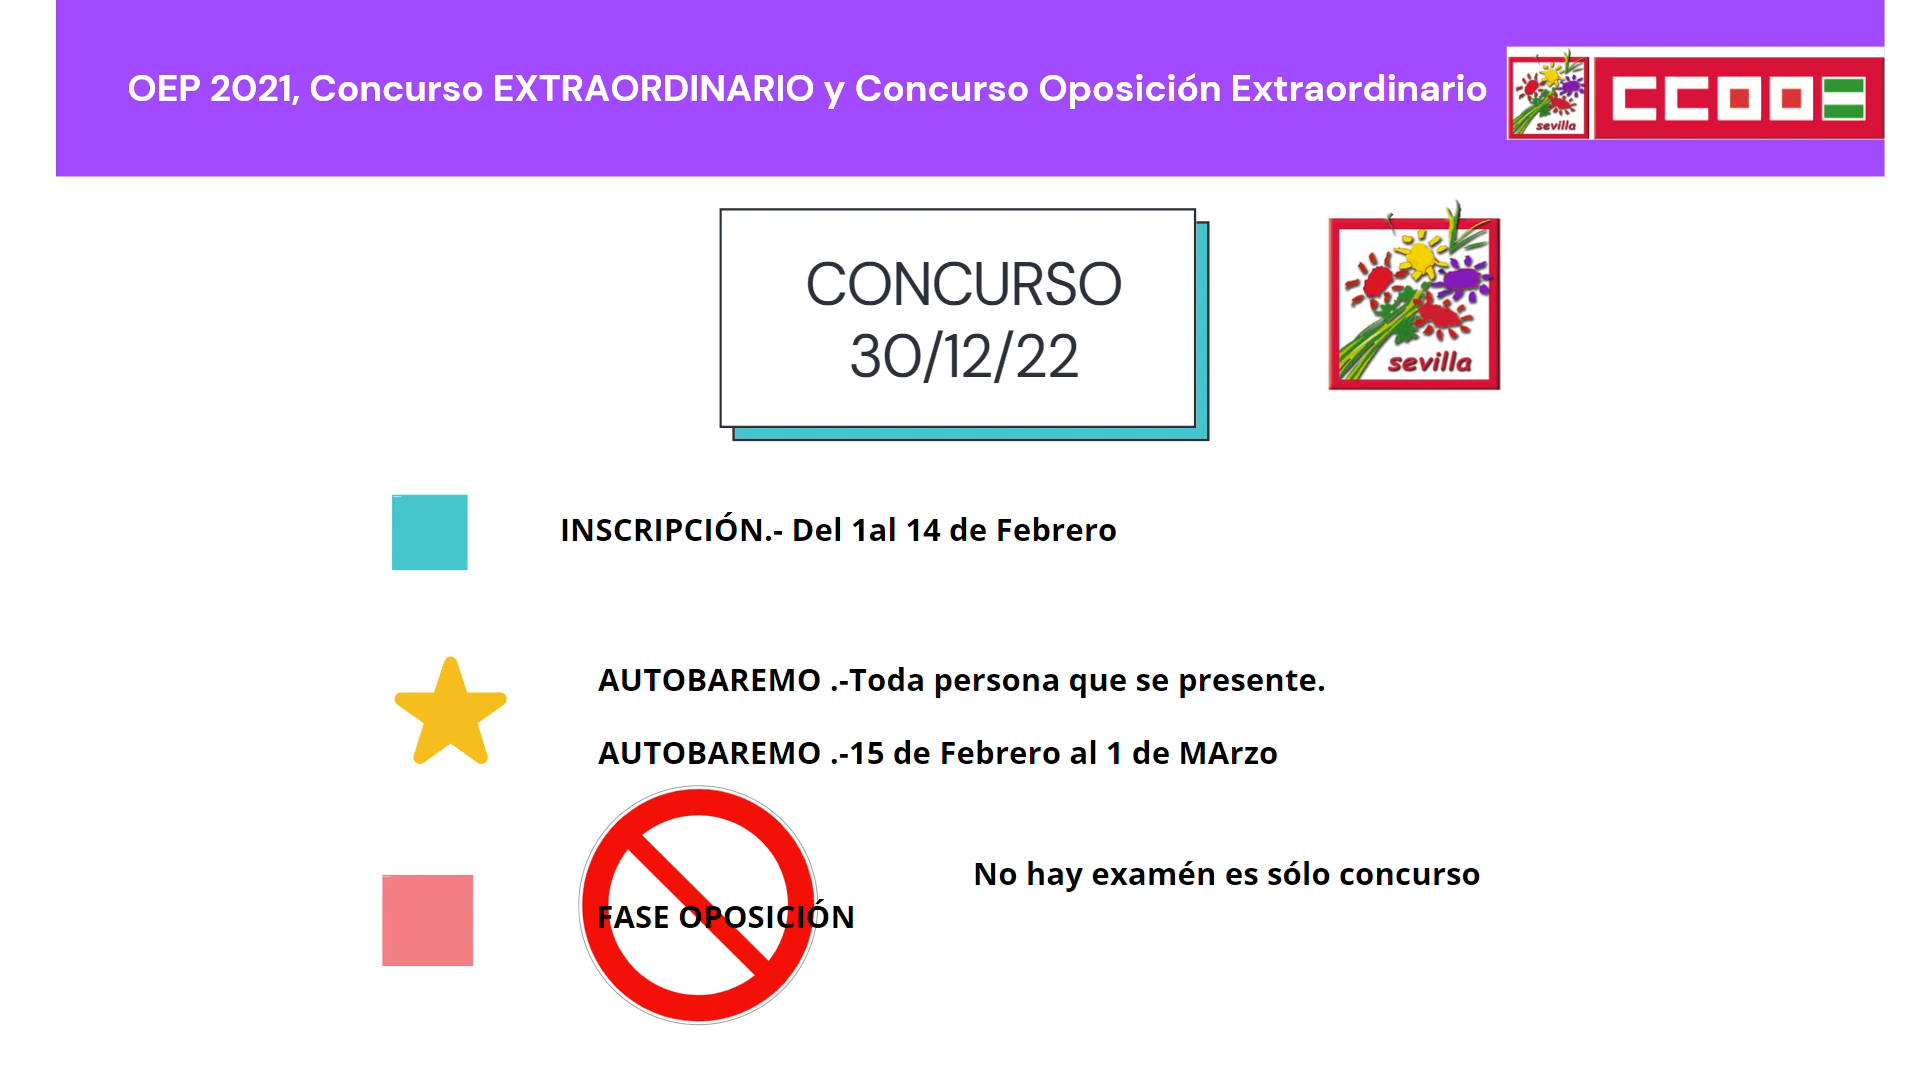 OEP 2021, Concurso EXTRAORDINARIO y Concurso Oposición Extraordinario
sevilla
CCOO
CONCURSO
30/12/22
sevilla
INSCRIPCIÓN.- Del 1al 14 de Febrero
AUTOBAREMO .-Toda persona que se presente.
AUTOBAREMO .-15 de Febrero al 1 de MArzo
No hay examén es sólo concurso
FASE OPOSICIÓN